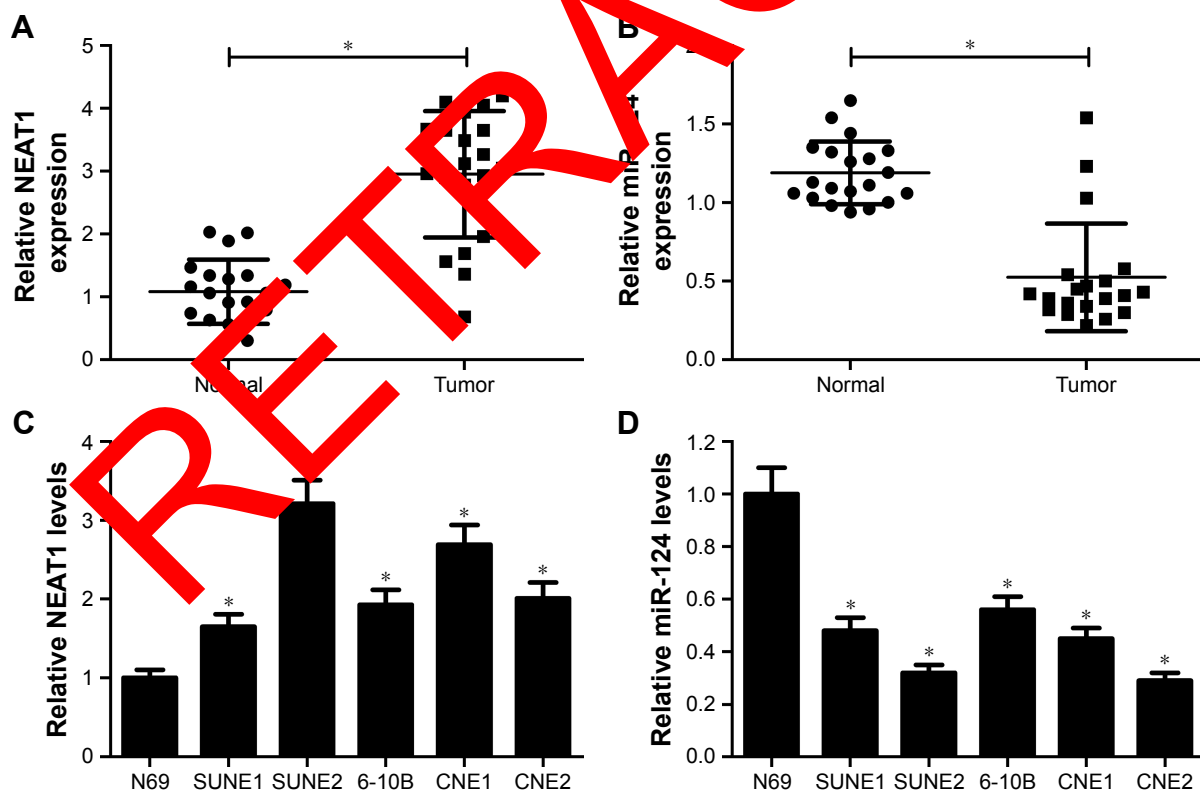 A
Relative NEAT1
expression
5
4
3
2
1
0
*
Normal
Tumor
B
expression
1.5
1.0
0.5
0.0
*
Normal
Tumor
C
Relative NEAT1 levels
4
3
2
1
0
*
*
*
*
N69
SUNE1
SUNE2
6-10B
CNE1
CNE2
D
Relative miR-124 levels
1.2
1.0
0.8
0.6
0.4
0.2
0.0
*
*
*
*
*
N69
SUNE1
SUNE2
6-10B
CNE1
CNE2